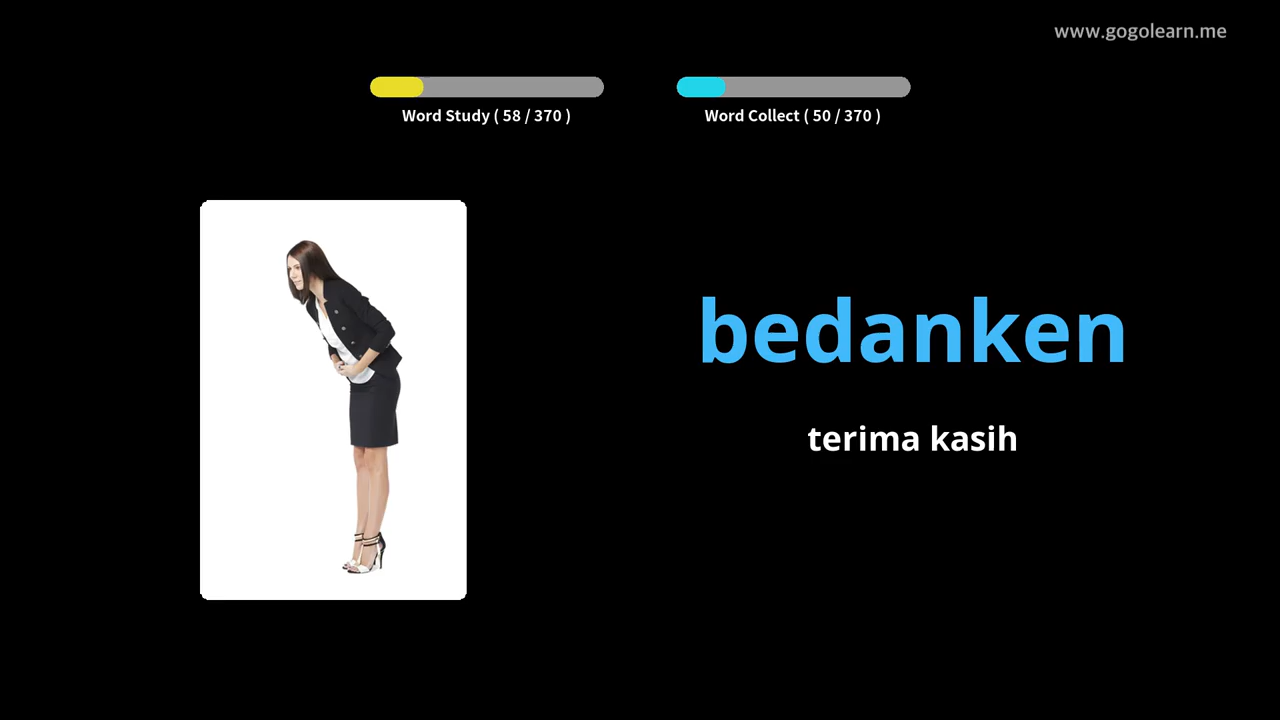 www.gogolearn.me
Word Study ( 58 / 370 )
Word Collect ( 50 / 370 )
bedanken
terima kasih